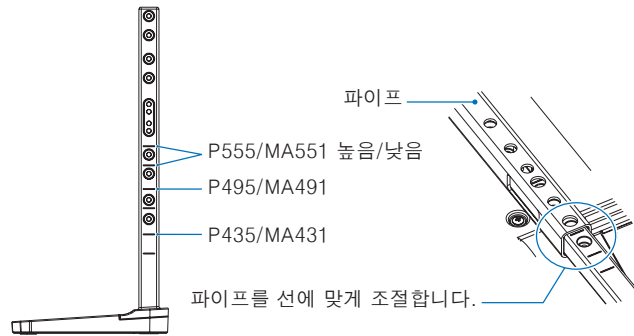 파이프
P555/MA551 높음/낮음
P495/MA491
P435/MA431
파이프를 선에 맞게 조절합니다.